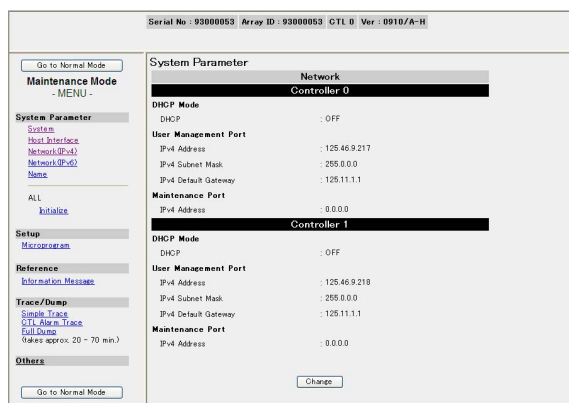 Serial No : 93000053 Array ID : 93000053 CTL 0 Ver : 0910/A-H
Go to Normal Mode
Maintenance Mode
- MENU -
System Parameter
System
Host Interface
Network(IPv4)
Network(IPv6)
Name
ALL
Initialize
Setup
Microprogram
Reference
Information Message
Trace/Dump
Simple Trace
CTL Alarm Trace
Full Dump
(takes approx. 20 - 70 min.)
Others
Go to Normal Mode
System Parameter
Network
Controller 0
DHCP Mode
DHCP : OFF
User Management Port
IPv4 Address : 125.46.9.217
IPv4 Subnet Mask : 255.0.0.0
IPv4 Default Gateway : 125.11.1.1
Maintenance Port
IPv4 Address : 0.0.0.0
Controller 1
DHCP Mode
DHCP : OFF
User Management Port
IPv4 Address : 125.46.9.218
IPv4 Subnet Mask : 255.0.0.0
IPv4 Default Gateway : 125.11.1.1
Maintenance Port
IPv4 Address : 0.0.0.0
Change